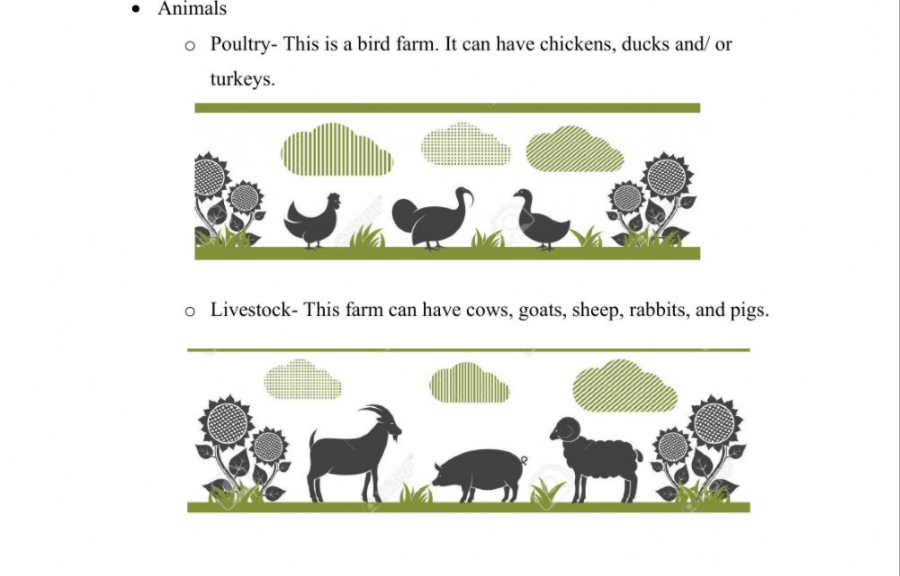 • Animals
o Poultry- This is a bird farm. It can have chickens, ducks and/ or
turkeys.
o Livestock- This farm can have cows, goats, sheep, rabbits, and pigs.